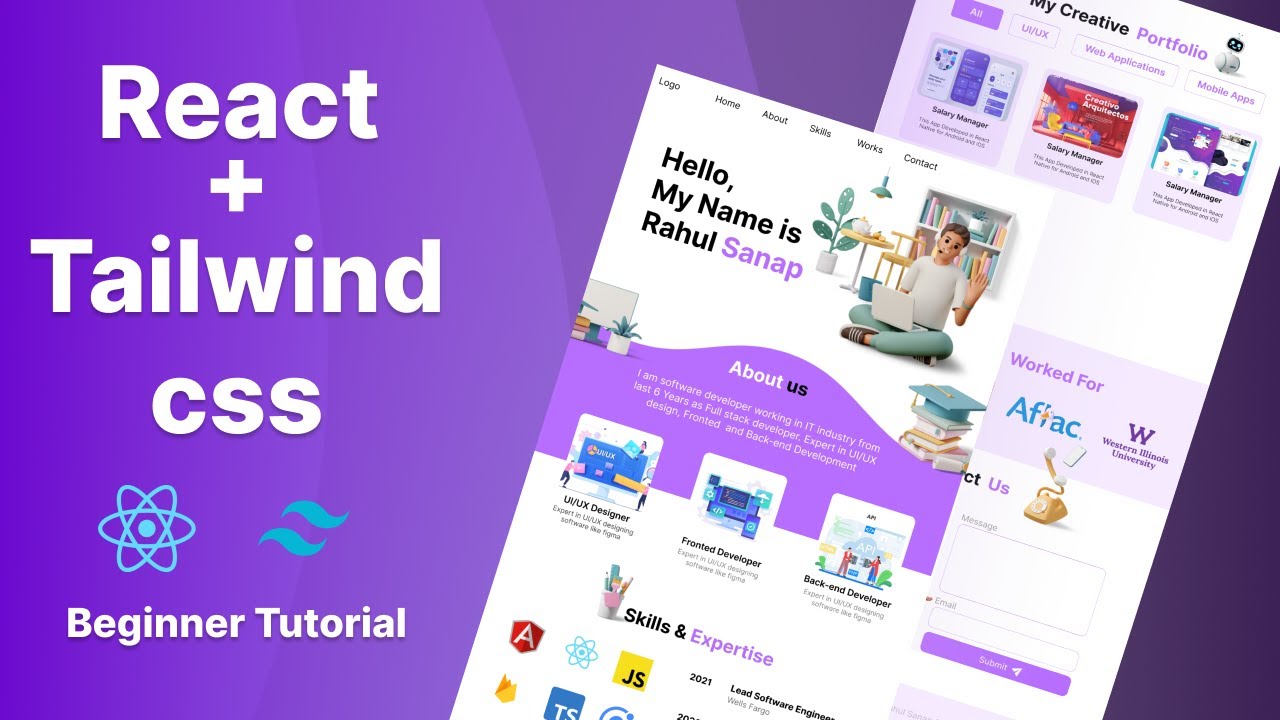 React
+
Tailwind
css
Beginner Tutorial
Logo
Home
About
Skills
Works
Contact
Hello,
My Name is
Rahul Sanap
About us
I am software developer working in IT industry from
last 6 Years as Full stack developer. Expert in UI/UX
design, Fronted and Back-end Development
UI/UX
UI/UX Designer
Expert in UI/UX designing
software like figma
Fronted Developer
Expert in UI/UX designing
software like figma
API
API
Back-end Developer
Expert in UI/UX designing
software like figma
Skills & Expertise
JS
TS
2021
Lead Software Engineer
Wells Fargo
My Creative Portfolio
All
UI/UX
Web Applications
Mobile Apps
Salary Manager
This App Developed in React
Native for Android and iOS
Creativo
Arquitectos
Salary Manager
This App Developed in React
Native for Android and iOS
Salary Manager
This App Developed in React
Native for Android and iOS
Worked For
Aflac
W
Western Illinois
University
ct Us
Message
Email
Submit